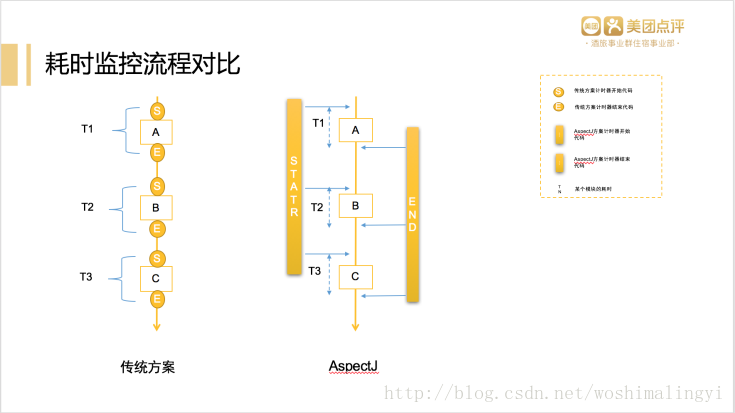 美团 美团点评
·酒旅事业群住宿事业部·
耗时监控流程对比
S
A
E
T1
S
B
E
T2
S
C
E
T3
传统方案
STATR
T1
A
T2
B
T3
C
END
AspectJ
S 传统方案计时器开始代码
E 传统方案计时器结束代码
AspectJ方案计时器开始
代码
AspectJ方案计时器结束
代码
T
N
某个模块的耗时
http://blog.csdn.net/woshimalingyi